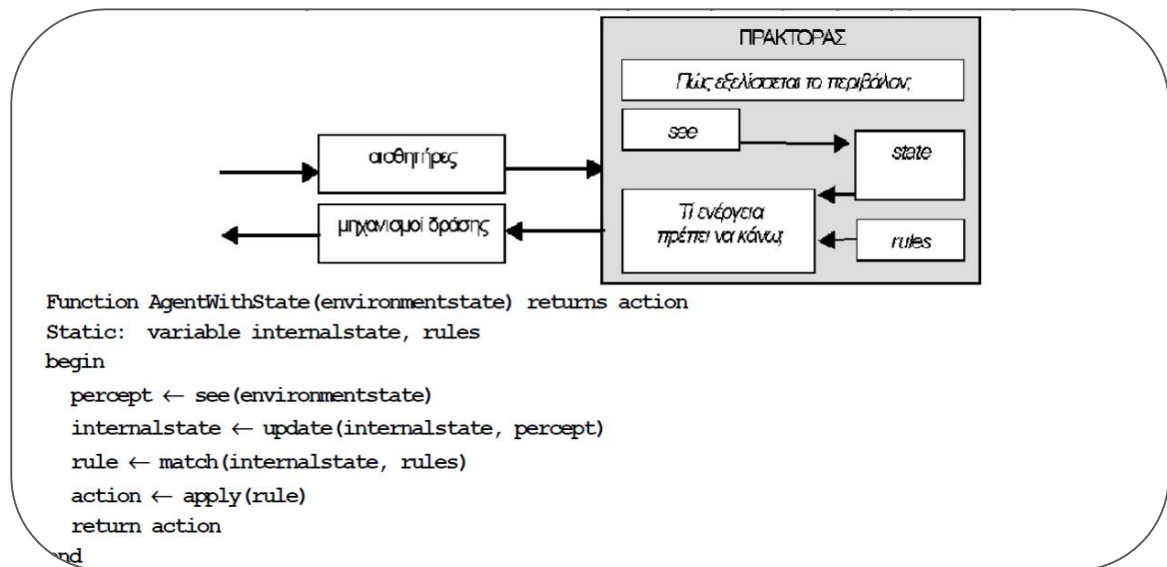 ΠΡΑΚΤΟΡΑΣ
Πώς εξελίσσεται το περιβάλον;
see
αισθητήρες
state
μηχανισμοί δράσης
Τί ενέργεια
πρέπει να κάνω;
rules
Function AgentWithState(environmentstate) returns action
Static: variable internalstate, rules
begin
percept ← see(environmentstate)
internalstate ← update(internalstate, percept)
rule ← match(internalstate, rules)
action ← apply(rule)
return action
end